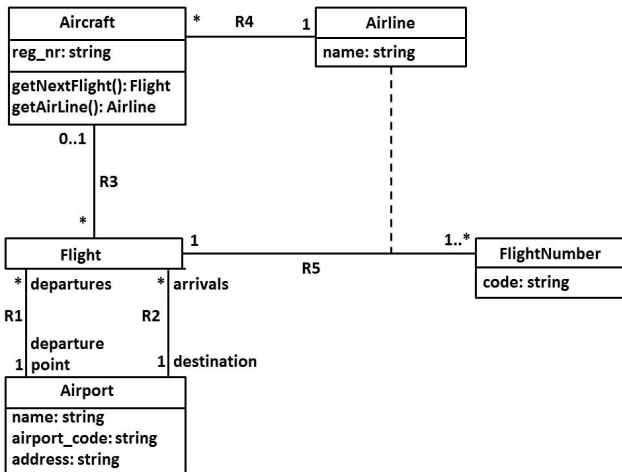 Aircraft
reg_nr: string
getNextFlight(): Flight
getAirLine(): Airline
* R4 1
Airline
name: string
0..1
R3
*
Flight
1 R5 1..*
FlightNumber
code: string
* departures
* arrivals
R1
R2
departure
1 point
1 destination
Airport
name: string
airport_code: string
address: string